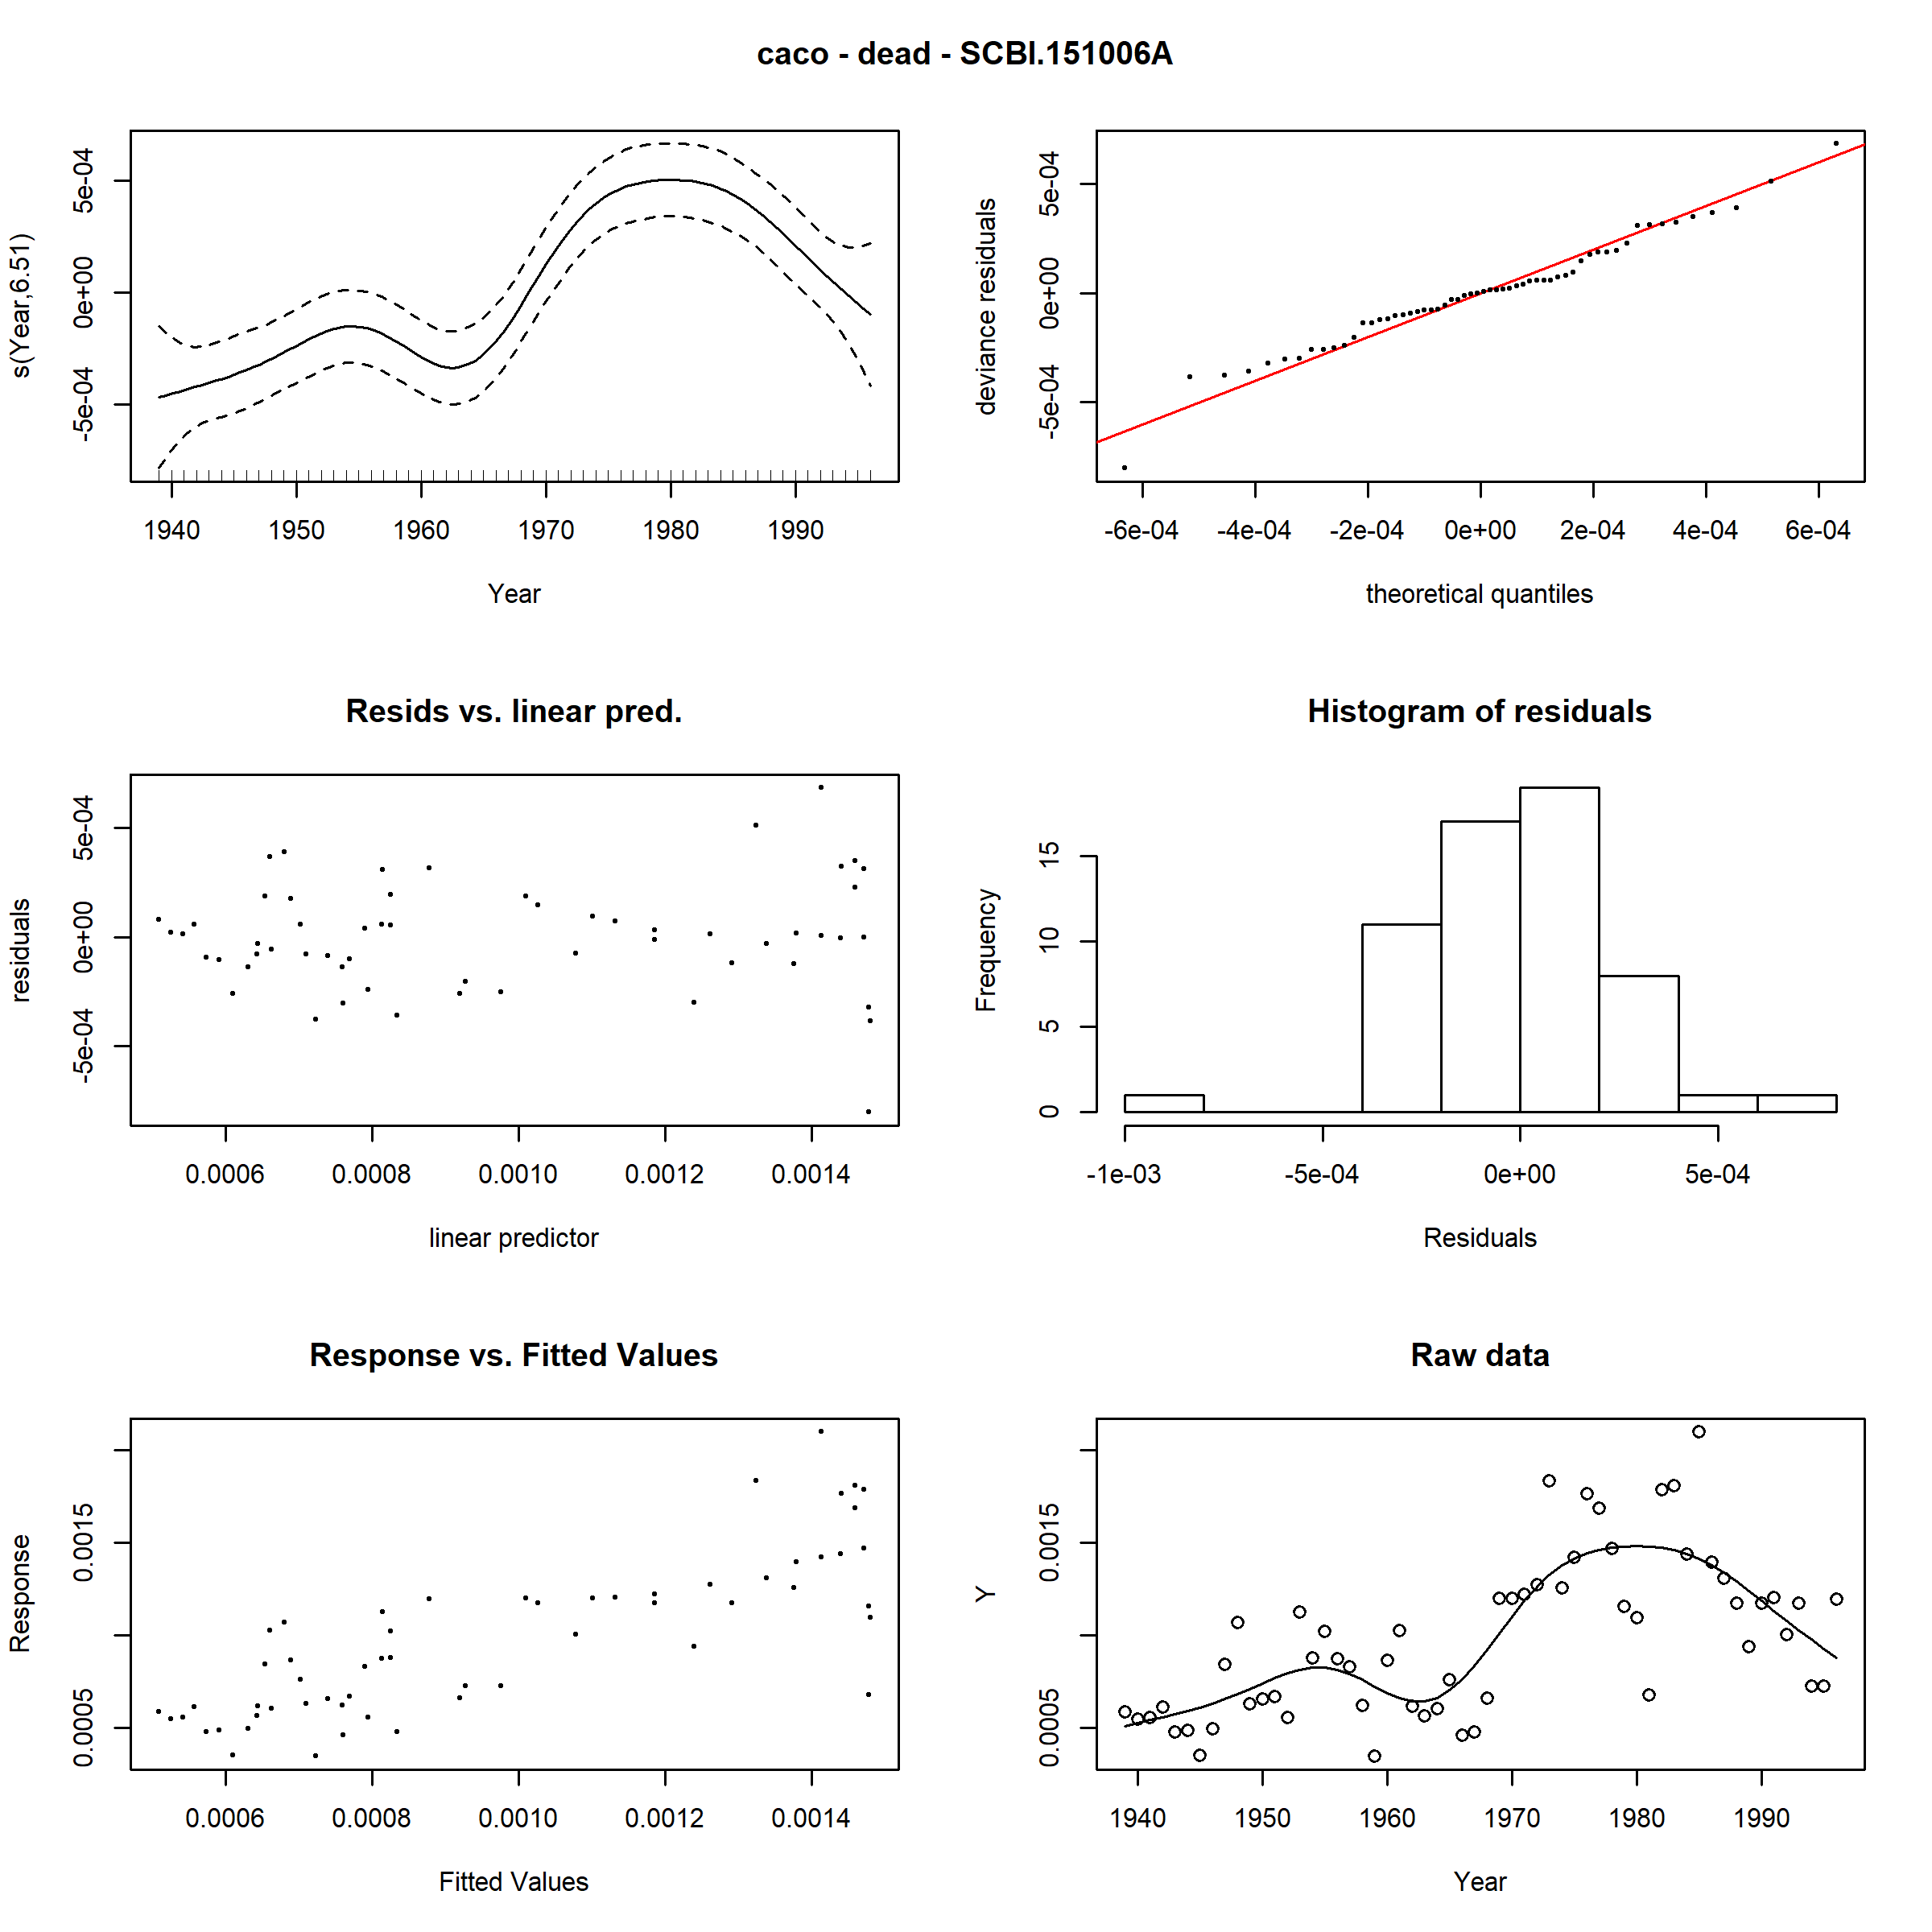 caco - dead - SCBI.151006A
s(Year,6.51)
5e-04
0e+00
-5e-04
1940 1950 1960 1970 1980 1990
Year
deviance residuals
5e-04
0e+00
-5e-04
-6e-04 -4e-04 -2e-04 0e+00 2e-04 4e-04 6e-04
theoretical quantiles
Resids vs. linear pred.
residuals
5e-04
0e+00
-5e-04
0.0006 0.0008 0.0010 0.0012 0.0014
linear predictor
Histogram of residuals
Frequency
15
10
5
0
-1e-03 -5e-04 0e+00 5e-04
Residuals
Response vs. Fitted Values
Response
0.0015
0.0005
0.0006 0.0008 0.0010 0.0012 0.0014
Fitted Values
Raw data
Y
0.0015
0.0005
1940 1950 1960 1970 1980 1990
Year